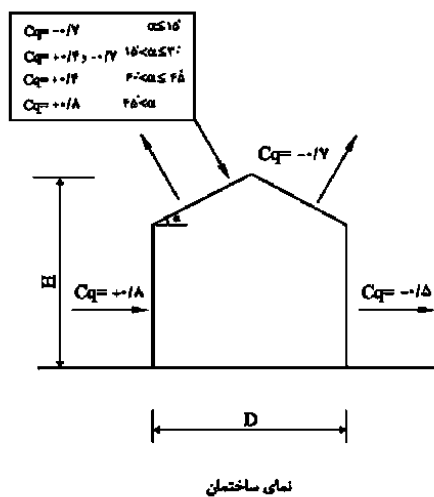 Cq= -۰/۷ α≤۱۵°
Cq= +۰/۴ و -۰/۷ ۱۵°<α≤۳۰°
Cq= +۰/۴ ۳۰°<α≤ ۴۵°
Cq= +۰/۸ ۴۵°<α
Cq= -۰/۷
α
H
Cq= +۰/۸
Cq= -۰/۵
D
نمای ساختمان